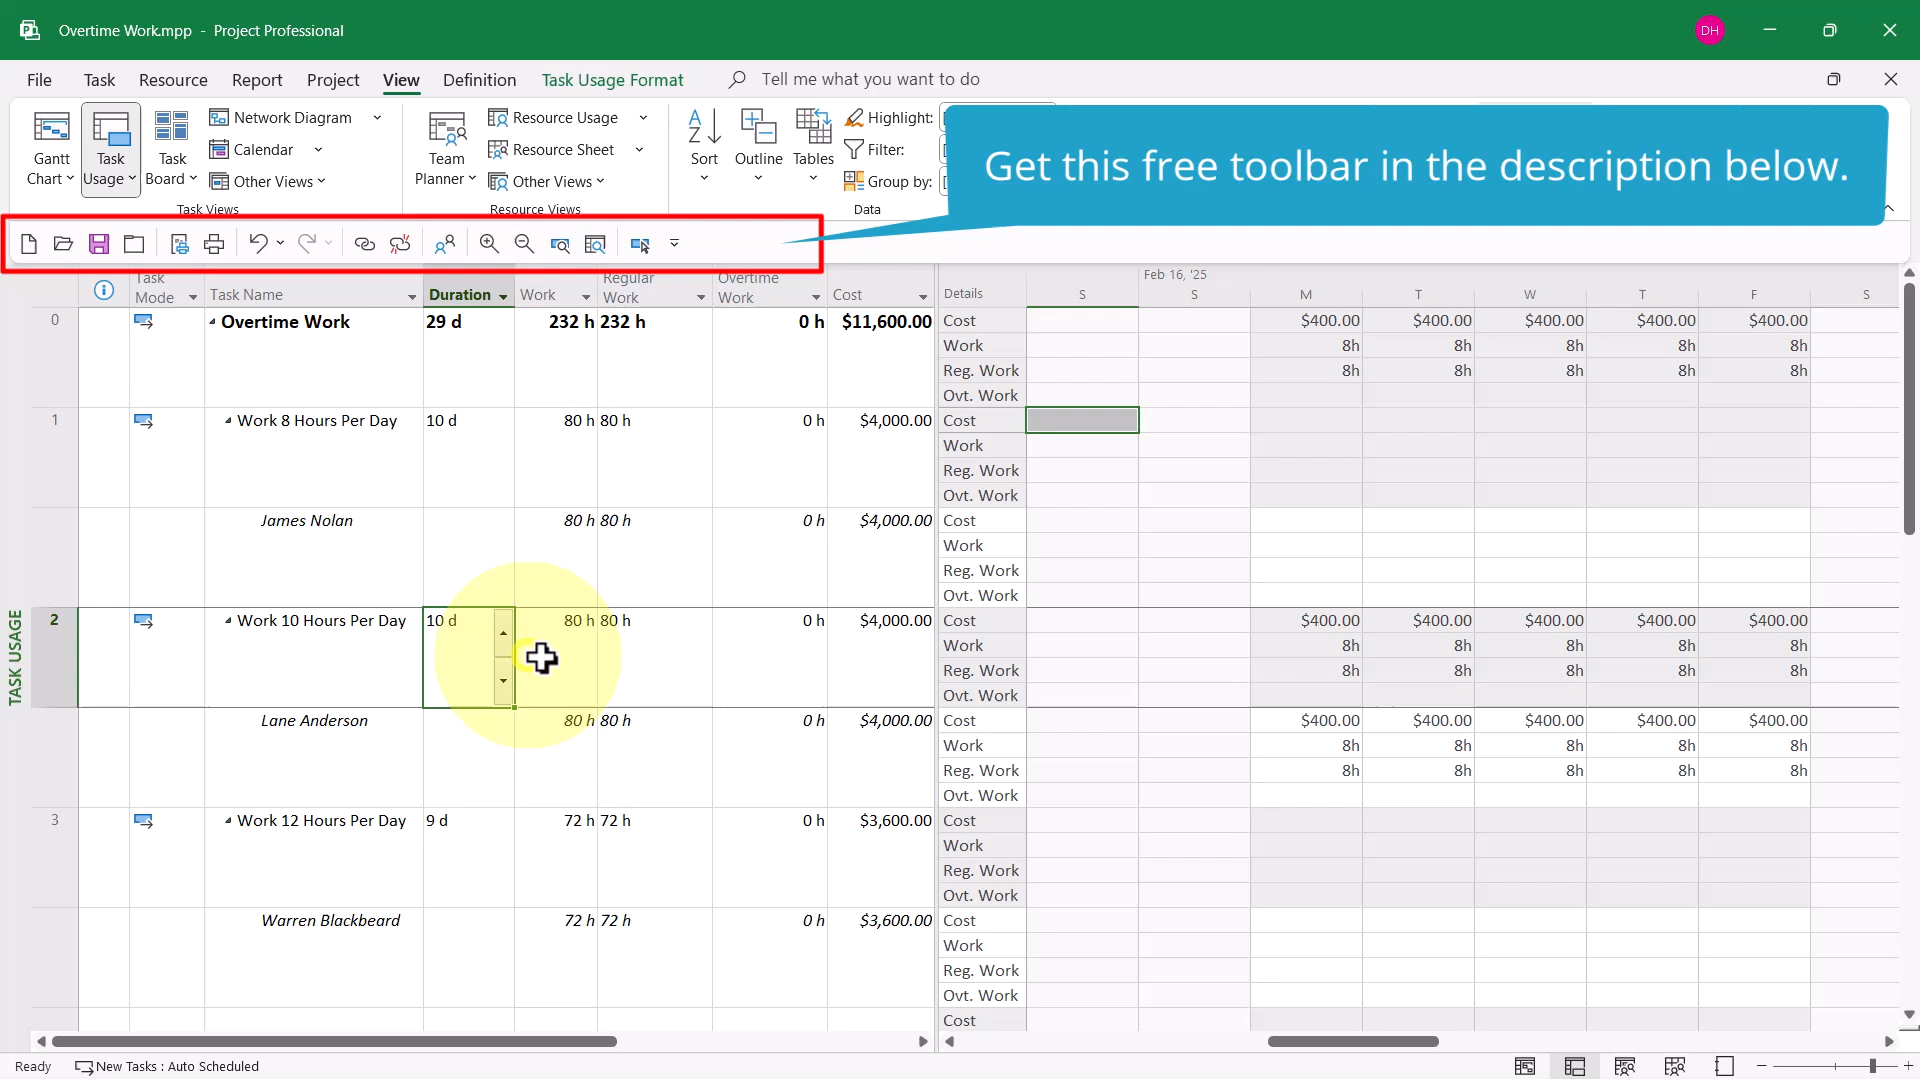 Overtime Work.mpp - Project Professional
DH
File Task Resource Report Project View Definition Task Usage Format Tell me what you want to do
Gantt Chart
Task Usage
Task Board
Network Diagram
Calendar
Other Views
Task Views
Team Planner
Resource Usage
Resource Sheet
Other Views
Resource Views
Sort
Outline
Tables
Highlight:
Filter:
Group by:
Data
Get this free toolbar in the description below.
Task Mode Task Name Duration Work Regular Work Overtime Work Cost
0 Overtime Work 29 d 232 h 232 h 0 h $11,600.00
1 Work 8 Hours Per Day 10 d 80 h 80 h 0 h $4,000.00
James Nolan 80 h 80 h 0 h $4,000.00
2 Work 10 Hours Per Day 10 d 80 h 80 h 0 h $4,000.00
Lane Anderson 80 h 80 h 0 h $4,000.00
3 Work 12 Hours Per Day 9 d 72 h 72 h 0 h $3,600.00
Warren Blackbeard 72 h 72 h 0 h $3,600.00
TASK USAGE
Feb 16, '25
Details S S M T W T F S
Cost $400.00 $400.00 $400.00 $400.00 $400.00
Work 8h 8h 8h 8h 8h
Reg. Work 8h 8h 8h 8h 8h
Ovt. Work
Cost
Work
Reg. Work
Ovt. Work
Cost
Work
Reg. Work
Ovt. Work
Cost $400.00 $400.00 $400.00 $400.00 $400.00
Work 8h 8h 8h 8h 8h
Reg. Work 8h 8h 8h 8h 8h
Ovt. Work
Cost $400.00 $400.00 $400.00 $400.00 $400.00
Work 8h 8h 8h 8h 8h
Reg. Work 8h 8h 8h 8h 8h
Ovt. Work
Cost
Work
Reg. Work
Ovt. Work
Cost
Work
Reg. Work
Ovt. Work
Cost
Ready New Tasks : Auto Scheduled